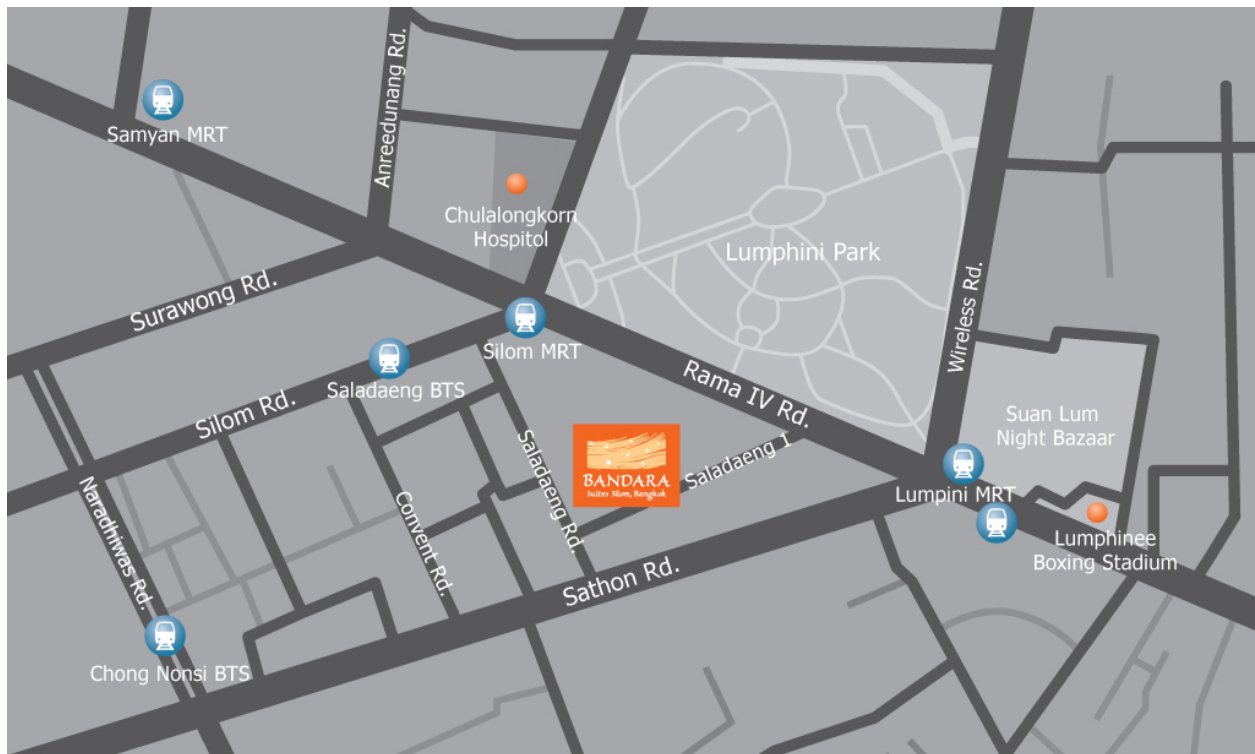 Anreedunang Rd.
Samyan MRT
Chulalongkorn
Hospitol
Lumphini Park
Surawong Rd.
Wireless Rd.
Silom MRT
Saladaeng BTS
Rama IV Rd.
Silom Rd.
Suan Lum
Night Bazaar
BANDARA
Suites Silom, Bangkok
Saladaeng 1
Saladaeng Rd.
Lumpini MRT
Naradhiwas Rd.
Convent Rd.
Lumphinee
Boxing Stadium
Sathon Rd.
Chong Nonsi BTS